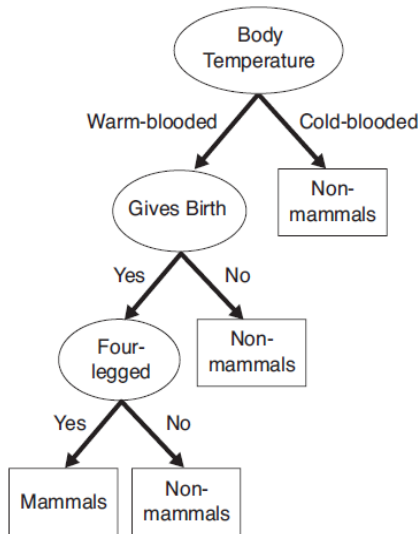 Body
Temperature
Warm-blooded
Cold-blooded
Gives Birth
Non-
mammals
Yes
No
Four-
legged
Non-
mammals
Yes
No
Mammals
Non-
mammals